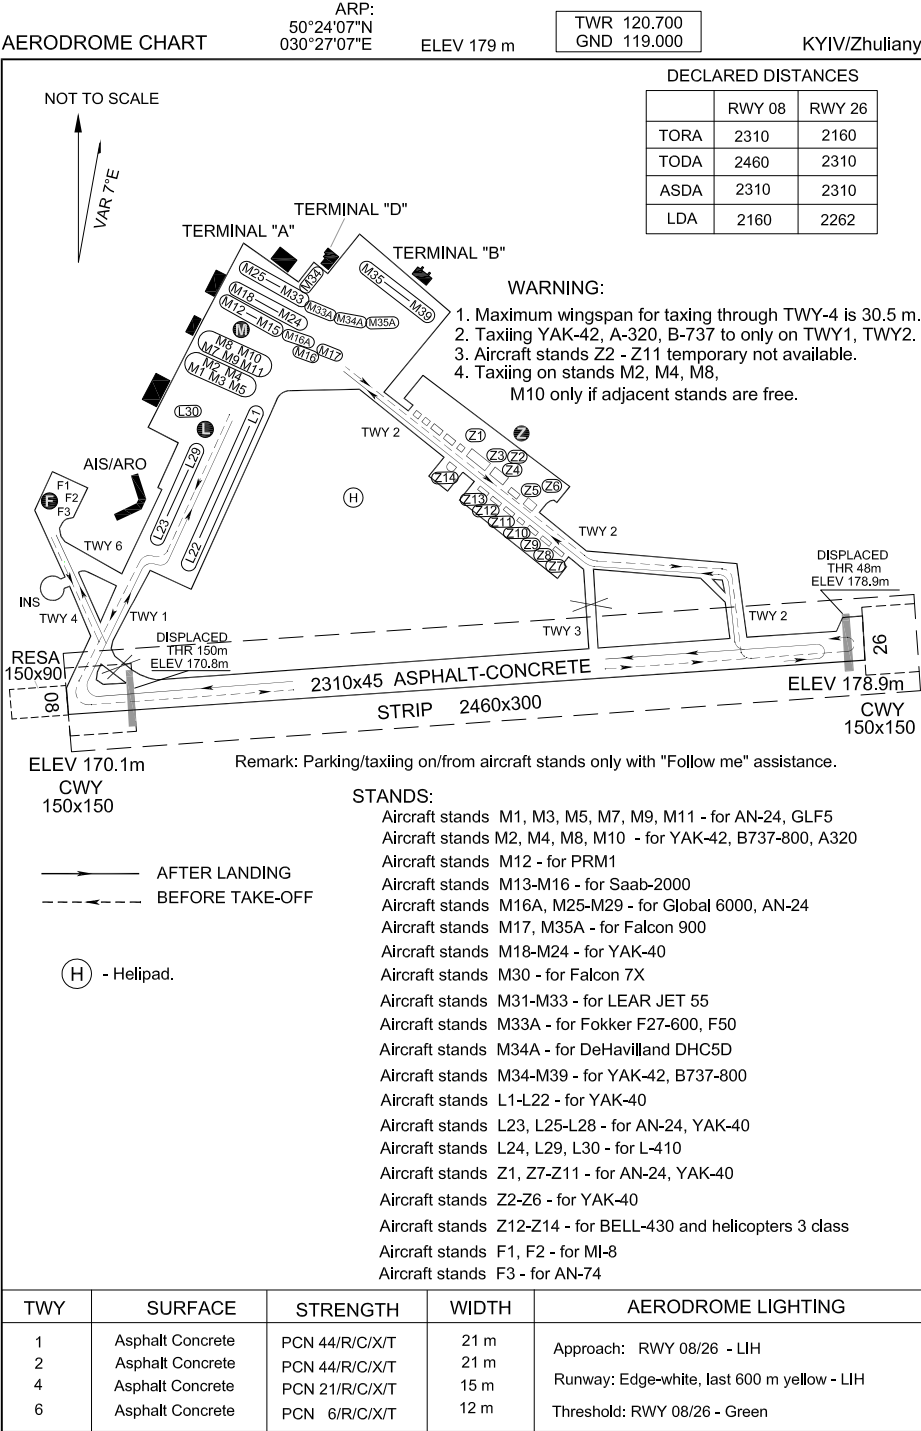 ARP:
50°24'07"N
030°27'07"E
AERODROME CHART
ELEV 179 m
TWR 120.700
GND 119.000
KYIV/Zhuliany
NOT TO SCALE
VAR 7°E
DECLARED DISTANCES
RWY 08 RWY 26
TORA 2310 2160
TODA 2460 2310
ASDA 2310 2310
LDA 2160 2262
TERMINAL "D"
TERMINAL "A"
TERMINAL "B"
WARNING:
1. Maximum wingspan for taxing through TWY-4 is 30.5 m.
2. Taxiing YAK-42, A-320, B-737 to only on TWY1, TWY2.
3. Aircraft stands Z2 - Z11 temporary not available.
4. Taxiing on stands M2, M4, M8,
M10 only if adjacent stands are free.
M25 M33
M34
M35 M39
M18 M24
M33A M34A M35A
M12 M15
M16A
M16
M17
M
M8 M10
M7 M9 M11
M2 M4
M1 M3 M5
L30
L
L1
L29
L23
L22
AIS/ARO
F
F1
F2
F3
TWY 6
TWY 2
H
Z1
Z
Z3 Z2
Z4
Z14
Z5 Z6
Z13
Z12
Z11
Z10
Z9
Z8
Z7
TWY 2
INS
TWY 4
TWY 1
TWY 3
TWY 2
DISPLACED
THR 48m
ELEV 178.9m
DISPLACED
THR 150m
ELEV 170.8m
RESA
150x90
08
26
2310x45 ASPHALT-CONCRETE
STRIP 2460x300
ELEV 178.9m
CWY
150x150
ELEV 170.1m
CWY
150x150
Remark: Parking/taxiing on/from aircraft stands only with "Follow me" assistance.
AFTER LANDING
BEFORE TAKE-OFF
H - Helipad.
STANDS:
Aircraft stands M1, M3, M5, M7, M9, M11 - for AN-24, GLF5
Aircraft stands M2, M4, M8, M10 - for YAK-42, B737-800, A320
Aircraft stands M12 - for PRM1
Aircraft stands M13-M16 - for Saab-2000
Aircraft stands M16A, M25-M29 - for Global 6000, AN-24
Aircraft stands M17, M35A - for Falcon 900
Aircraft stands M18-M24 - for YAK-40
Aircraft stands M30 - for Falcon 7X
Aircraft stands M31-M33 - for LEAR JET 55
Aircraft stands M33A - for Fokker F27-600, F50
Aircraft stands M34A - for DeHavilland DHC5D
Aircraft stands M34-M39 - for YAK-42, B737-800
Aircraft stands L1-L22 - for YAK-40
Aircraft stands L23, L25-L28 - for AN-24, YAK-40
Aircraft stands L24, L29, L30 - for L-410
Aircraft stands Z1, Z7-Z11 - for AN-24, YAK-40
Aircraft stands Z2-Z6 - for YAK-40
Aircraft stands Z12-Z14 - for BELL-430 and helicopters 3 class
Aircraft stands F1, F2 - for MI-8
Aircraft stands F3 - for AN-74
TWY SURFACE STRENGTH WIDTH AERODROME LIGHTING
1 Asphalt Concrete PCN 44/R/C/X/T 21 m
2 Asphalt Concrete PCN 44/R/C/X/T 21 m
4 Asphalt Concrete PCN 21/R/C/X/T 15 m
6 Asphalt Concrete PCN 6/R/C/X/T 12 m
Approach: RWY 08/26 - LIH
Runway: Edge-white, last 600 m yellow - LIH
Threshold: RWY 08/26 - Green